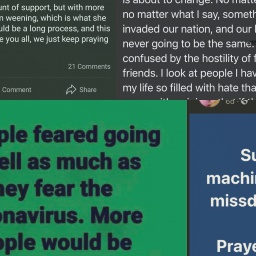 unt of support, but with more
m weening, which is what she
uld be a long process, and this
e you all, we just keep praying
21 Comments
Comment
Share
is about to change. No matte
no matter what I say, someth
invaded our nation, and our l
never going to be the same.
confused by the hostility of f
friends. I look at people I hav
my life so filled with hate tha
6d
ple feared going
ell as much as
hey fear the
onavirus. More
ople would be
Su
machin
missd
Praye